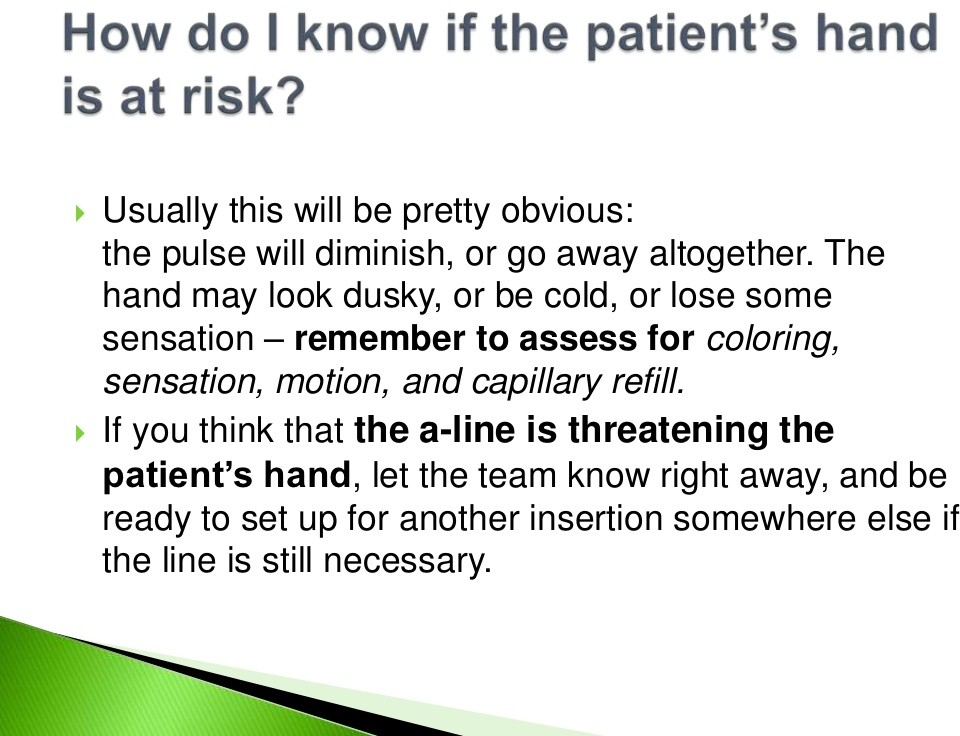 How do I know if the patient’s hand
is at risk?
Usually this will be pretty obvious:
the pulse will diminish, or go away altogether. The
hand may look dusky, or be cold, or lose some
sensation – remember to assess for coloring,
sensation, motion, and capillary refill.
If you think that the a-line is threatening the
patient’s hand, let the team know right away, and be
ready to set up for another insertion somewhere else if
the line is still necessary.